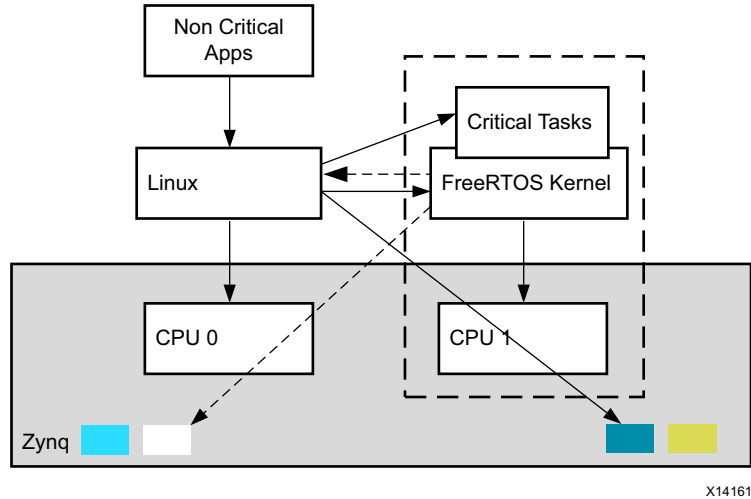 Non Critical
Apps
Critical Tasks
Linux
FreeRTOS Kernel
CPU 0
CPU 1
Zynq
X14161